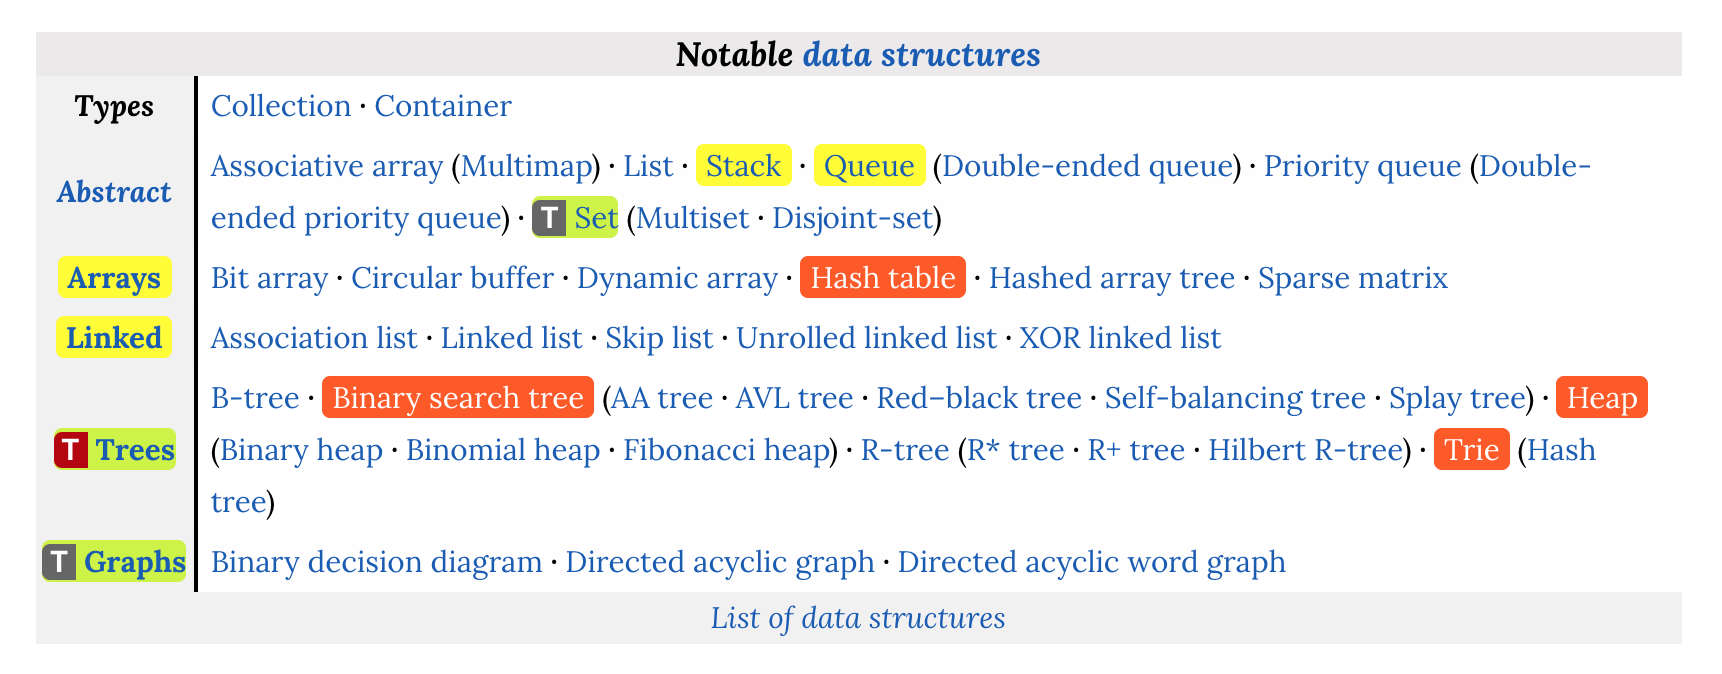 Notable data structures
Types
Collection · Container
Abstract
Associative array (Multimap) · List · Stack · Queue (Double-ended queue) · Priority queue (Double-
ended priority queue) · T Set (Multiset · Disjoint-set)
Arrays
Bit array · Circular buffer · Dynamic array · Hash table · Hashed array tree · Sparse matrix
Linked
Association list · Linked list · Skip list · Unrolled linked list · XOR linked list
T Trees
B-tree · Binary search tree (AA tree · AVL tree · Red–black tree · Self-balancing tree · Splay tree) · Heap
(Binary heap · Binomial heap · Fibonacci heap) · R-tree (R* tree · R+ tree · Hilbert R-tree) · Trie (Hash
tree)
T Graphs
Binary decision diagram · Directed acyclic graph · Directed acyclic word graph
List of data structures